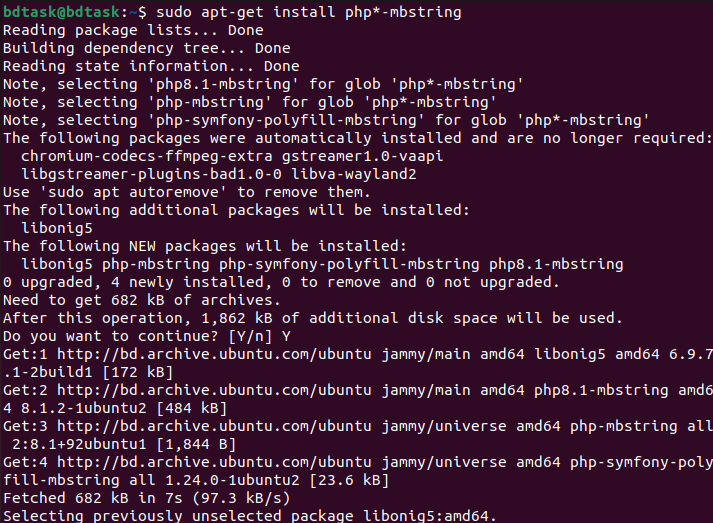 bdtask@bdtask:~$ sudo apt-get install php*-mbstring
Reading package lists... Done
Building dependency tree... Done
Reading state information... Done
Note, selecting 'php8.1-mbstring' for glob 'php*-mbstring'
Note, selecting 'php-mbstring' for glob 'php*-mbstring'
Note, selecting 'php-symfony-polyfill-mbstring' for glob 'php*-mbstring'
The following packages were automatically installed and are no longer required:
  chromium-codecs-ffmpeg-extra gstreamer1.0-vaapi
  libgstreamer-plugins-bad1.0-0 libva-wayland2
Use 'sudo apt autoremove' to remove them.
The following additional packages will be installed:
  libonig5
The following NEW packages will be installed:
  libonig5 php-mbstring php-symfony-polyfill-mbstring php8.1-mbstring
0 upgraded, 4 newly installed, 0 to remove and 0 not upgraded.
Need to get 682 kB of archives.
After this operation, 1,862 kB of additional disk space will be used.
Do you want to continue? [Y/n] Y
Get:1 http://bd.archive.ubuntu.com/ubuntu jammy/main amd64 libonig5 amd64 6.9.7
.1-2build1 [172 kB]
Get:2 http://bd.archive.ubuntu.com/ubuntu jammy/main amd64 php8.1-mbstring amd6
4 8.1.2-1ubuntu2 [484 kB]
Get:3 http://bd.archive.ubuntu.com/ubuntu jammy/universe amd64 php-mbstring all
 2:8.1+92ubuntu1 [1,844 B]
Get:4 http://bd.archive.ubuntu.com/ubuntu jammy/universe amd64 php-symfony-poly
fill-mbstring all 1.24.0-1ubuntu2 [23.6 kB]
Fetched 682 kB in 7s (97.3 kB/s)
Selecting previously unselected package libonig5:amd64.